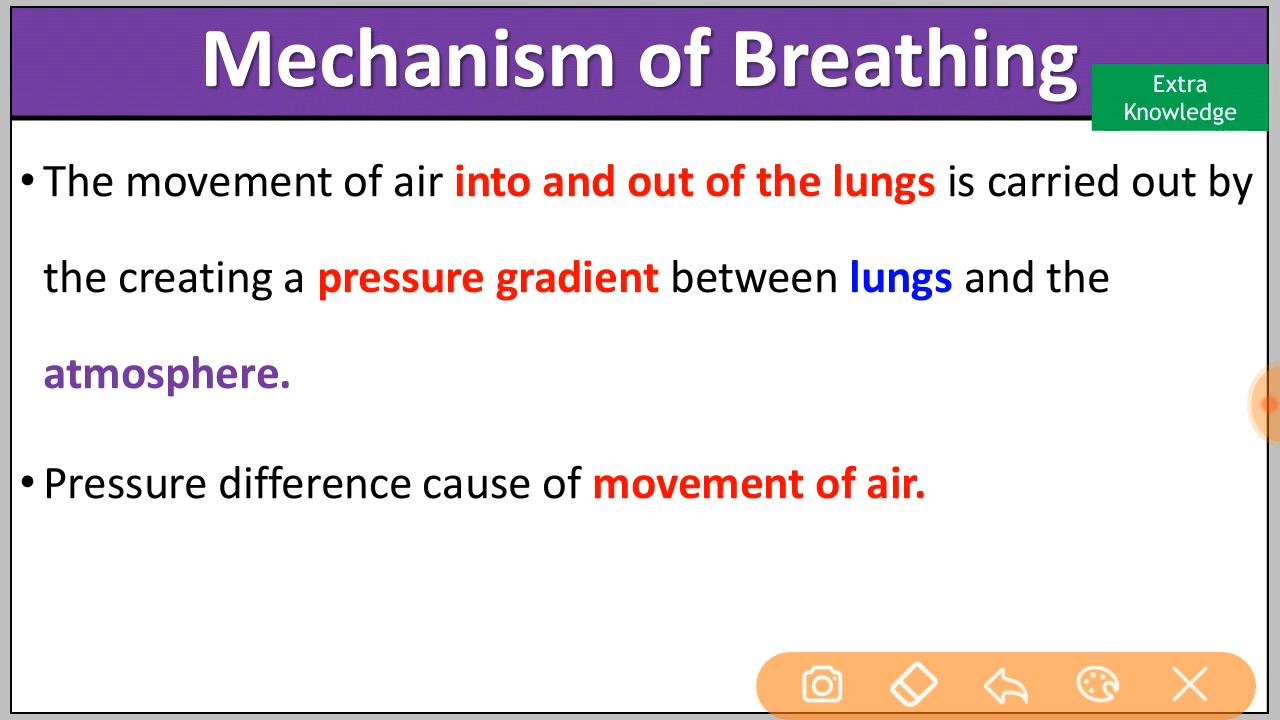 Mechanism of Breathing
Extra
Knowledge
• The movement of air into and out of the lungs is carried out by
the creating a pressure gradient between lungs and the
atmosphere.
• Pressure difference cause of movement of air.